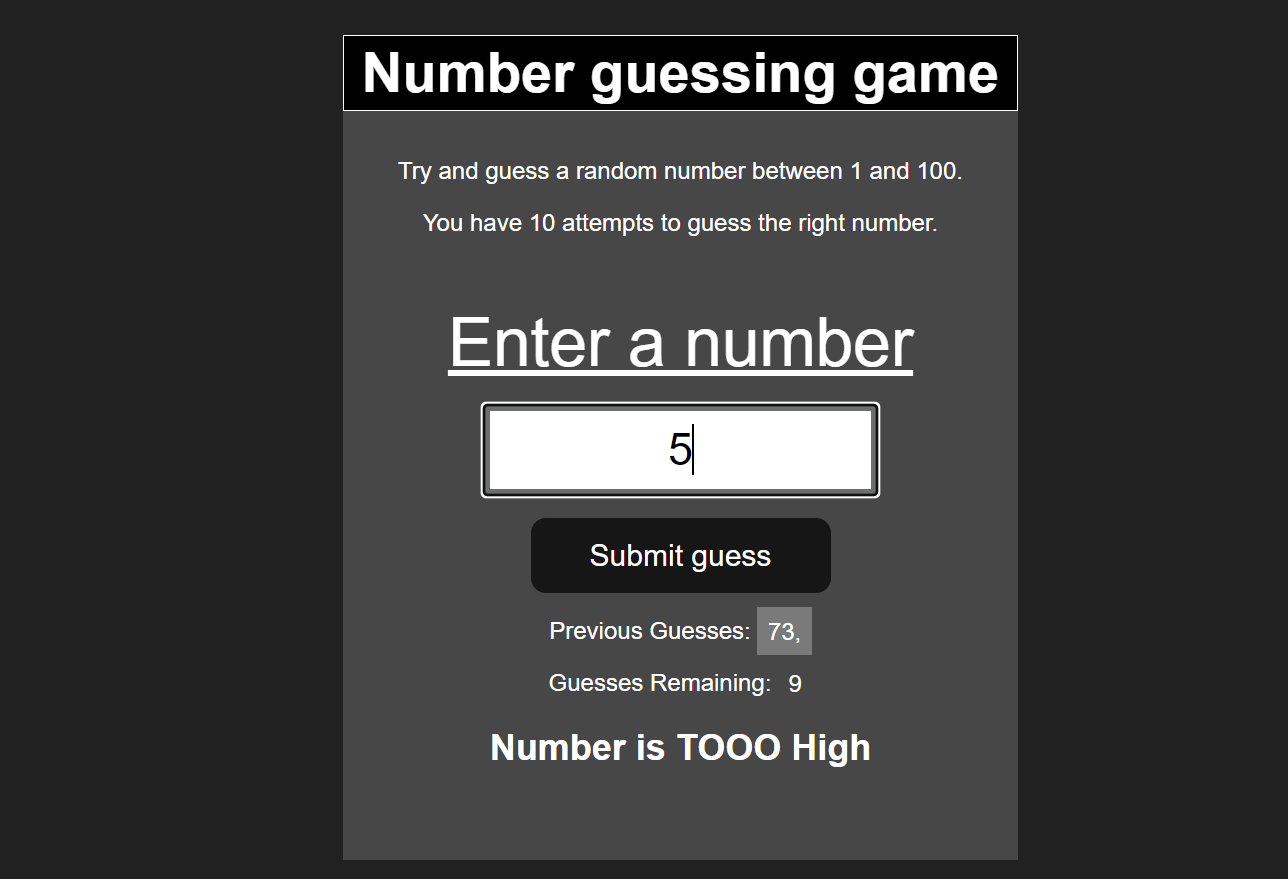 Number guessing game
Try and guess a random number between 1 and 100.
You have 10 attempts to guess the right number.
Enter a number
5
Submit guess
Previous Guesses: 73,
Guesses Remaining: 9
Number is TOOO High